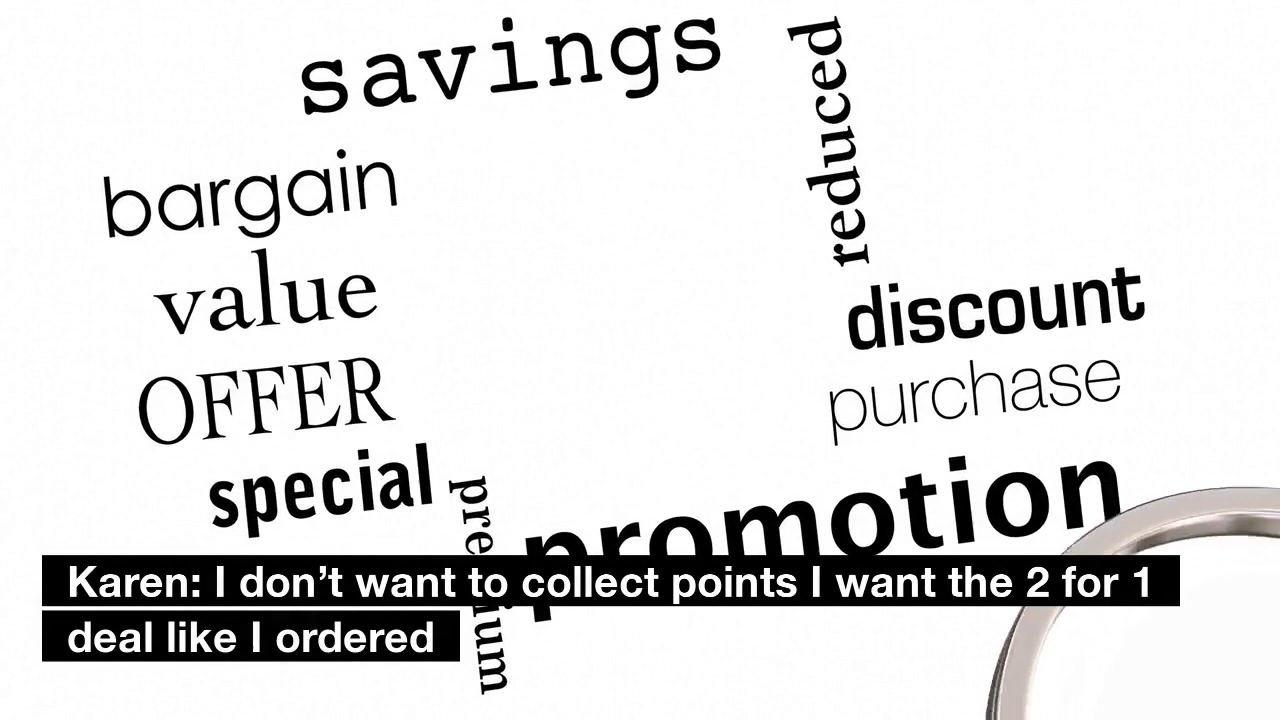 savings
reduced
bargain
value
OFFER
special
discount
purchase
premium
promotion
Karen: I don’t want to collect points I want the 2 for 1
deal like I ordered